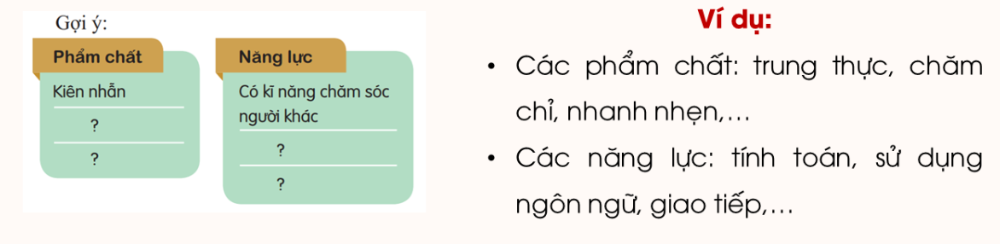 Gợi ý:
Phẩm chất
Kiên nhẫn
?
?
Năng lực
Có kĩ năng chăm sóc
người khác
?
?
Ví dụ:
• Các phẩm chất: trung thực, chăm
chỉ, nhanh nhẹn,...
• Các năng lực: tính toán, sử dụng
ngôn ngữ, giao tiếp,...